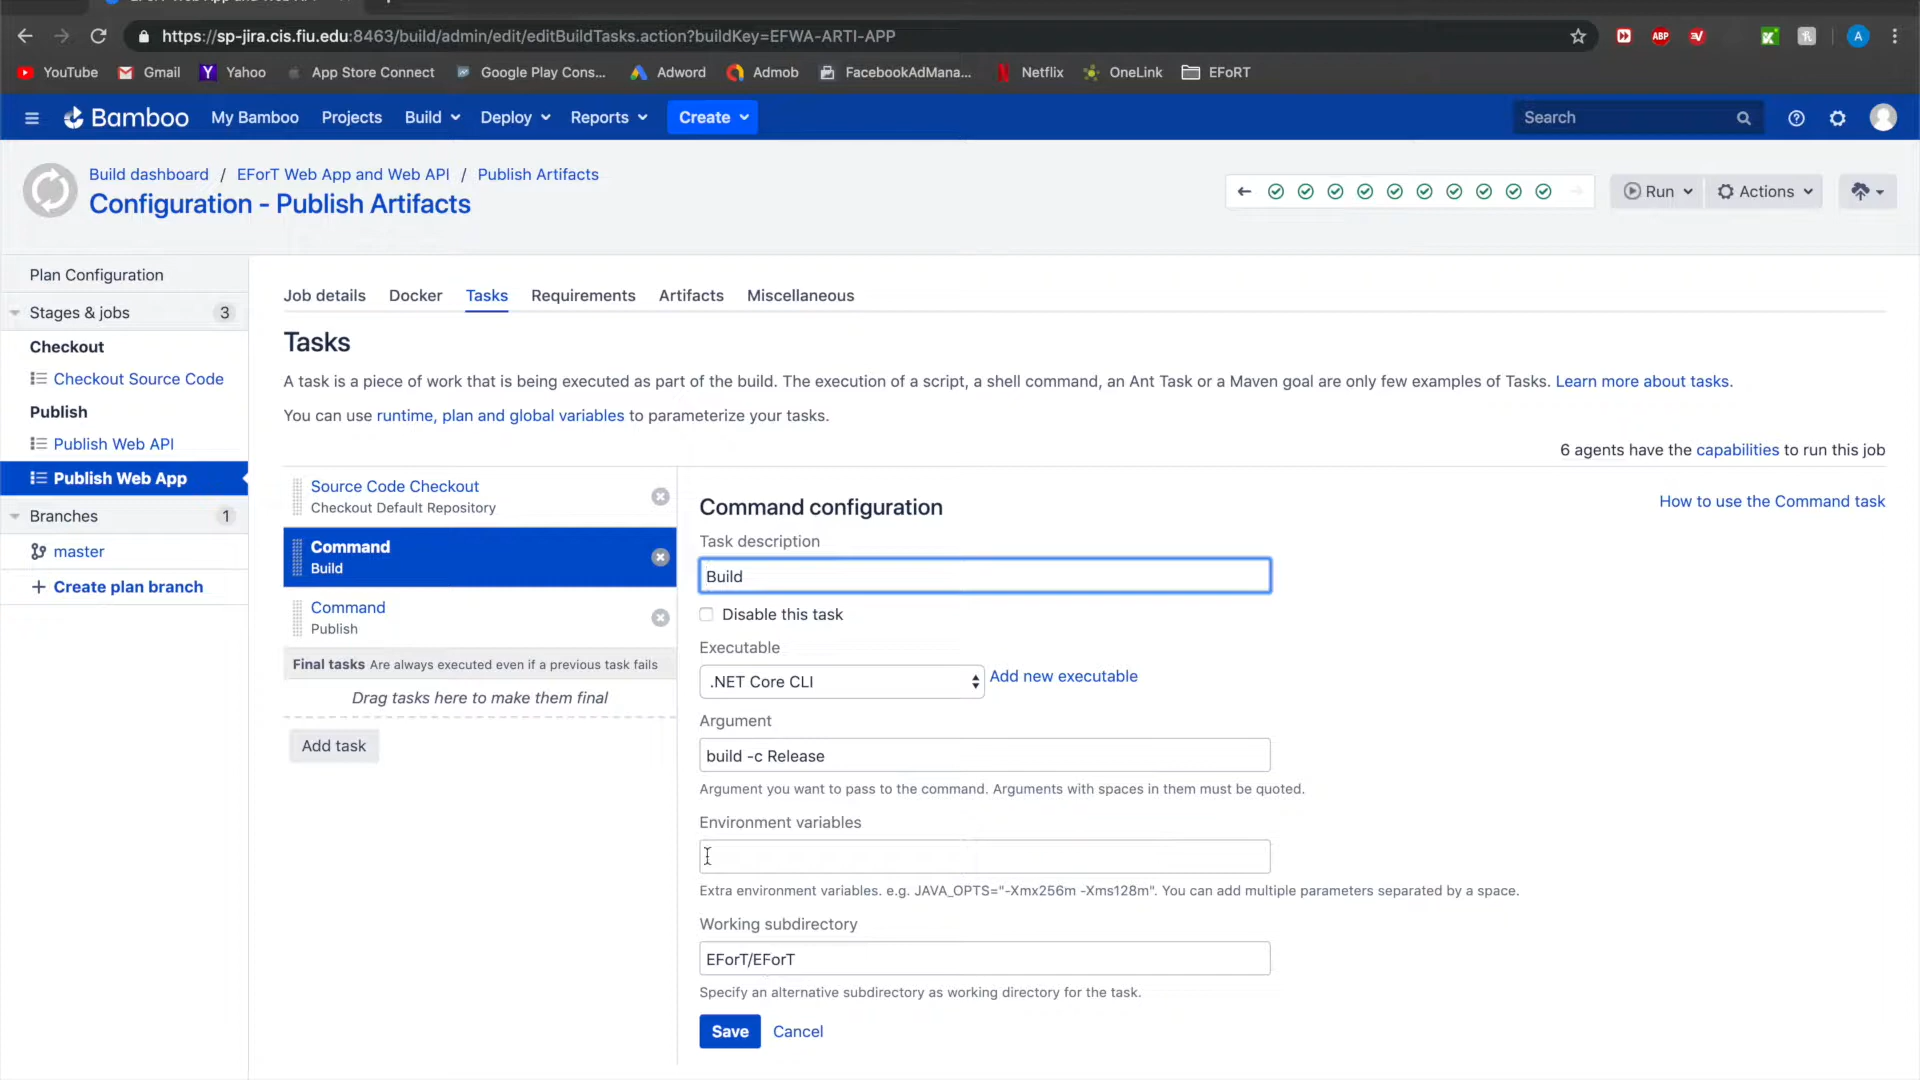 https://sp-jira.cis.fiu.edu:8463/build/admin/edit/editBuildTasks.action?buildKey=EFWA-ARTI-APP
ABP
A
YouTube
Gmail
Yahoo
App Store Connect
Google Play Cons...
Adword
Admob
FacebookAdMana...
Netflix
OneLink
EFoRT
Bamboo
My Bamboo
Projects
Build
Deploy
Reports
Create
Search
Build dashboard / EForT Web App and Web API / Publish Artifacts
Configuration - Publish Artifacts
Run
Actions
Plan Configuration
Stages & jobs 3
Checkout
Checkout Source Code
Publish
Publish Web API
Publish Web App
Branches 1
master
Create plan branch
Job details
Docker
Tasks
Requirements
Artifacts
Miscellaneous
Tasks
A task is a piece of work that is being executed as part of the build. The execution of a script, a shell command, an Ant Task or a Maven goal are only few examples of Tasks. Learn more about tasks.
You can use runtime, plan and global variables to parameterize your tasks.
6 agents have the capabilities to run this job
Source Code Checkout
Checkout Default Repository
Command
Build
Command
Publish
Final tasks Are always executed even if a previous task fails
Drag tasks here to make them final
Add task
Command configuration
How to use the Command task
Task description
Build
Disable this task
Executable
.NET Core CLI
Add new executable
Argument
build -c Release
Argument you want to pass to the command. Arguments with spaces in them must be quoted.
Environment variables
Extra environment variables. e.g. JAVA_OPTS="-Xmx256m -Xms128m". You can add multiple parameters separated by a space.
Working subdirectory
EForT/EForT
Specify an alternative subdirectory as working directory for the task.
Save
Cancel